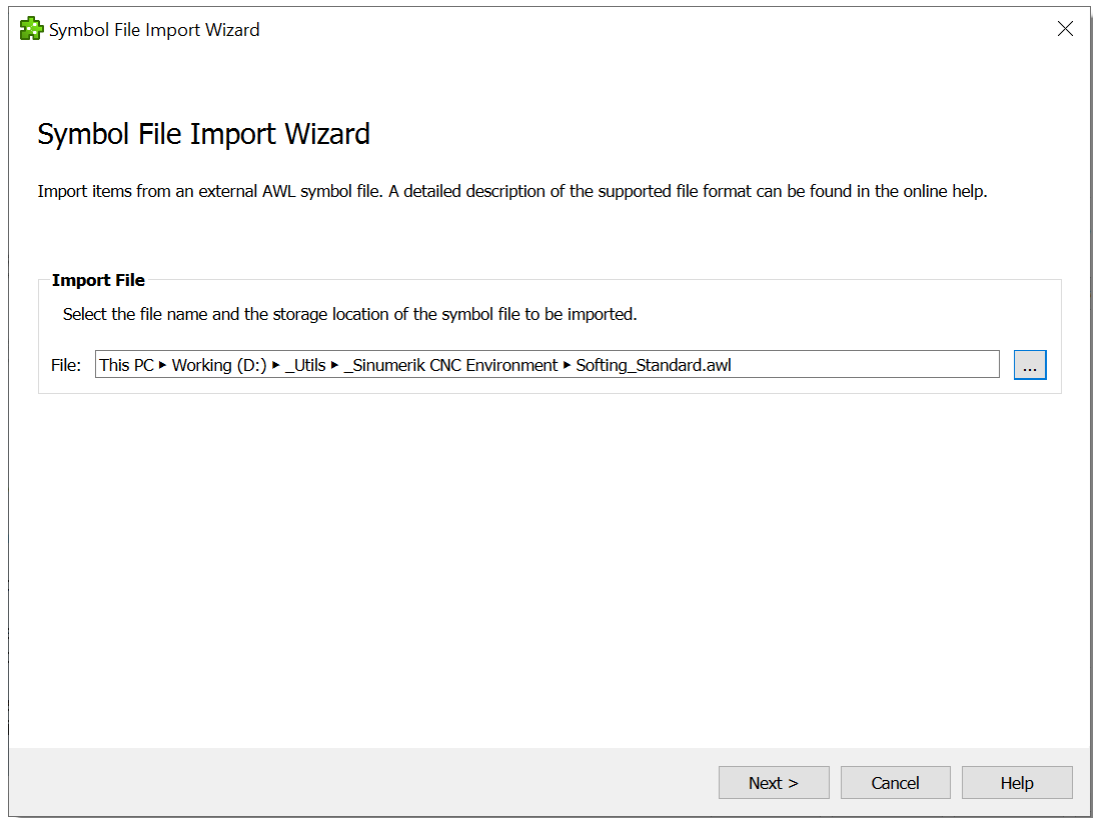 Symbol File Import Wizard
Symbol File Import Wizard
Import items from an external AWL symbol file. A detailed description of the supported file format can be found in the online help.
Import File
Select the file name and the storage location of the symbol file to be imported.
File: This PC ▸ Working (D:) ▸ _Utils ▸ _Sinumerik CNC Environment ▸ Softing_Standard.awl ...
Next > Cancel Help